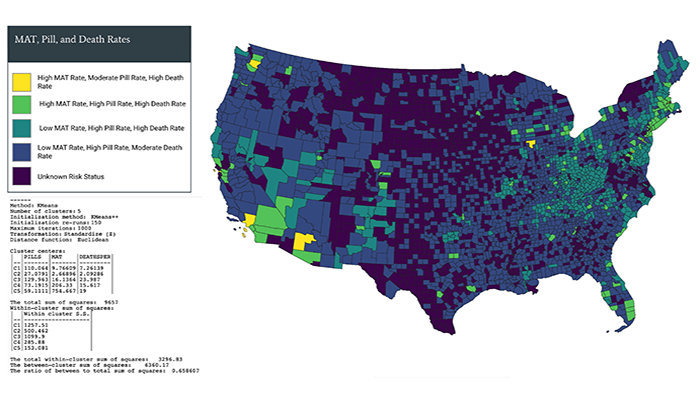 MAT, Pill, and Death Rates
High MAT Rate, Moderate Pill Rate, High Death
Rate
High MAT Rate, High Pill Rate, High Death Rate
Low MAT Rate, High Pill Rate, High Death Rate
Low MAT Rate, High Pill Rate, Moderate Death
Rate
Unknown Risk Status
------
Method: KMeans
Number of clusters: 5
Initialization method: KMeans++
Initialization re-runs: 150
Maximum iterations: 1000
Transformation: Standardize (Z)
Distance function: Euclidean
Cluster centers:
| |PILLS |MAT |DEATHSPER|
|C1|110.064|9.76609|7.26139 |
|C2|27.0791|2.66896|2.09286 |
|C3|129.963|16.1364|23.987 |
|C4|73.1915|206.33 |15.617 |
|C5|59.1111|754.667|19 |
The total sum of squares: 9657
Within-cluster sum of squares:
| |Within cluster S.S.|
|C1|1257.51 |
|C2|500.462 |
|C3|1099.9 |
|C4|285.88 |
|C5|153.081 |
The total within-cluster sum of squares: 3296.83
The between-cluster sum of squares: 6360.17
The ratio of between to total sum of squares: 0.658607